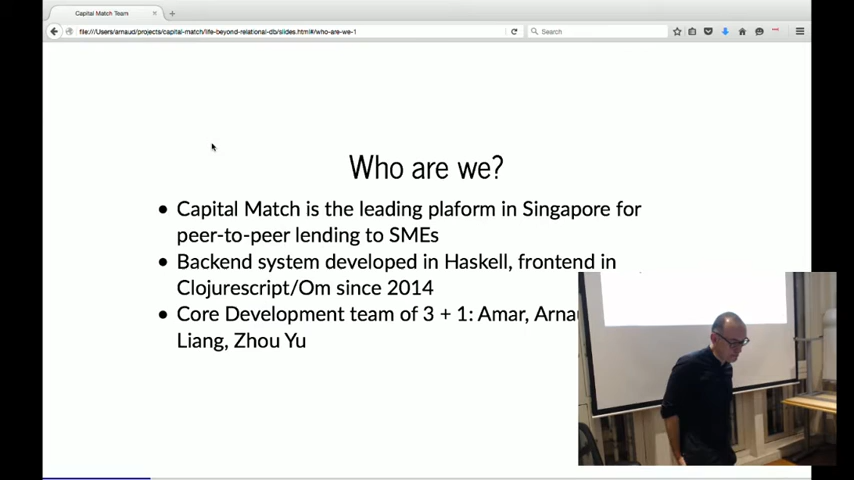 Capital Match Team
file:///Users/arnaud/projects/capital-match/life-beyond-relational-db/slides.html#/who-are-we-1
Search
Who are we?
Capital Match is the leading plaform in Singapore for
peer-to-peer lending to SMEs
Backend system developed in Haskell, frontend in
Clojurescript/Om since 2014
Core Development team of 3 + 1: Amar,
Liang, Zhou Yu